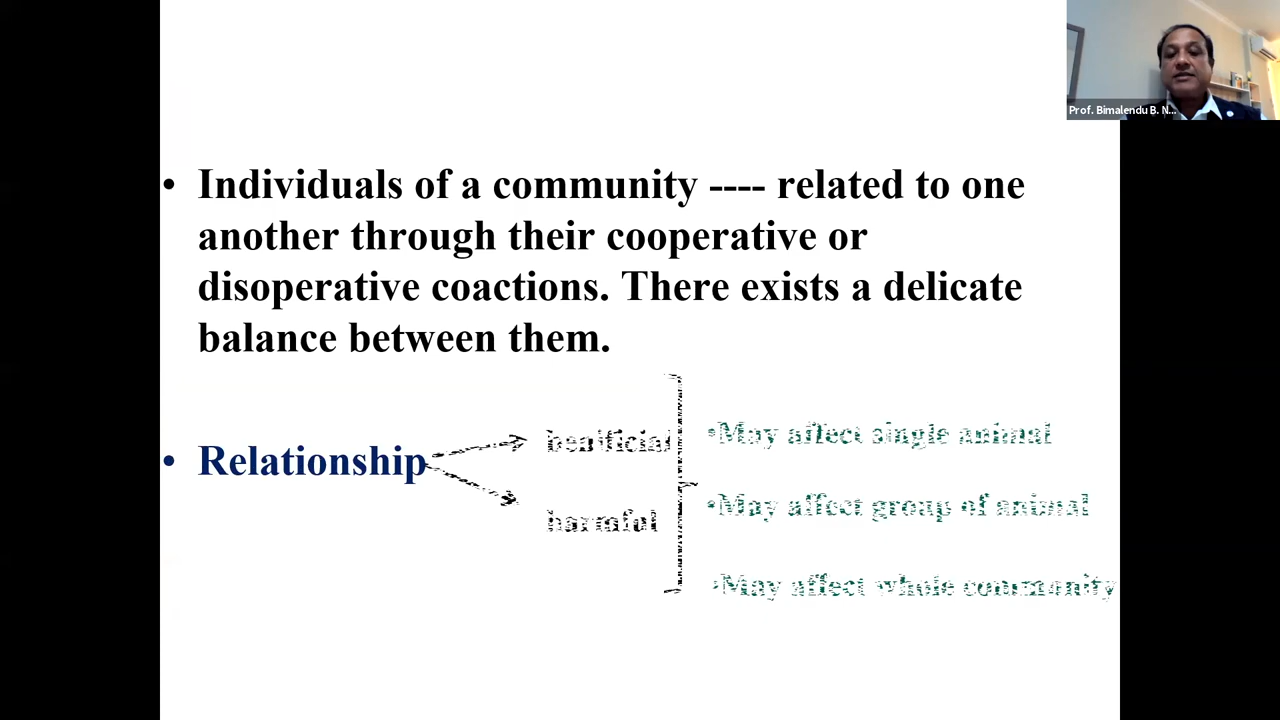 Prof. Bimalendu B. N...
• Individuals of a community ---- related to one
another through their cooperative or
disoperative coactions. There exists a delicate
balance between them.
• Relationship
benificial
harmful
•May affect single animal
•May affect group of animal
•May affect whole community